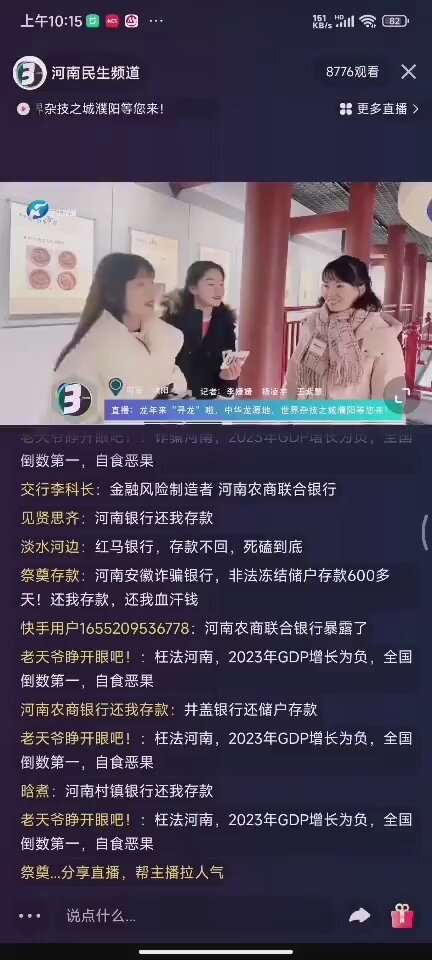 上午10:15
151 KB/s HD 82
河南民生频道
8776观看
界杂技之城濮阳等您来！
更多直播
记者：李媛媛
直播：龙年来“寻龙”啦，中华龙源地、世界杂技之城濮阳等您来！
老天爷睁开眼吧！：诈骗河南，2023年GDP增长为负，全国
倒数第一，自食恶果
交行李科长：金融风险制造者 河南农商联合银行
见贤思齐：河南银行还我存款
淡水河边：红马银行，存款不回，死磕到底
祭奠存款：河南安徽诈骗银行，非法冻结储户存款600多
天！还我存款，还我血汗钱
快手用户1655209536778：河南农商联合银行暴露了
老天爷睁开眼吧！：枉法河南，2023年GDP增长为负，全国
倒数第一，自食恶果
河南农商银行还我存款：井盖银行还储户存款
老天爷睁开眼吧！：枉法河南，2023年GDP增长为负，全国
倒数第一，自食恶果
晗煮：河南村镇银行还我存款
老天爷睁开眼吧！：枉法河南，2023年GDP增长为负，全国
倒数第一，自食恶果
祭奠...分享直播，帮主播拉人气
说点什么...